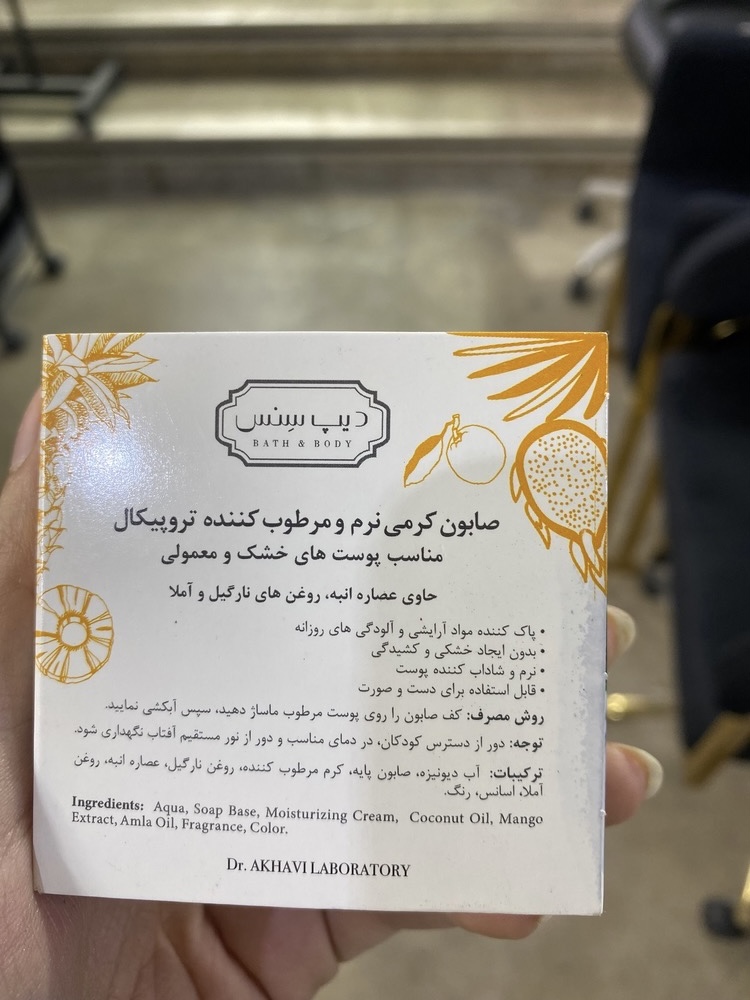 دیپ سِنس
BATH & BODY
صابون کرمی نرم و مرطوب کننده تروپیکال
مناسب پوست های خشک و معمولی
حاوی عصاره انبه، روغن های نارگیل و آملا
• پاک کننده مواد آرایشی و آلودگی های روزانه
• بدون ایجاد خشکی و کشیدگی
• نرم و شاداب کننده پوست
• قابل استفاده برای دست و صورت
روش مصرف: کف صابون را روی پوست مرطوب ماساژ دهید، سپس آبکشی نمایید.
توجه: دور از دسترس کودکان، در دمای مناسب و دور از نور مستقیم آفتاب نگهداری شود.
ترکیبات: آب دیونیزه، صابون پایه، کرم مرطوب کننده، روغن نارگیل، عصاره انبه، روغن
آملا، اسانس، رنگ.
Ingredients: Aqua, Soap Base, Moisturizing Cream, Coconut Oil, Mango
Extract, Amla Oil, Fragrance, Color.
Dr. AKHAVI LABORATORY